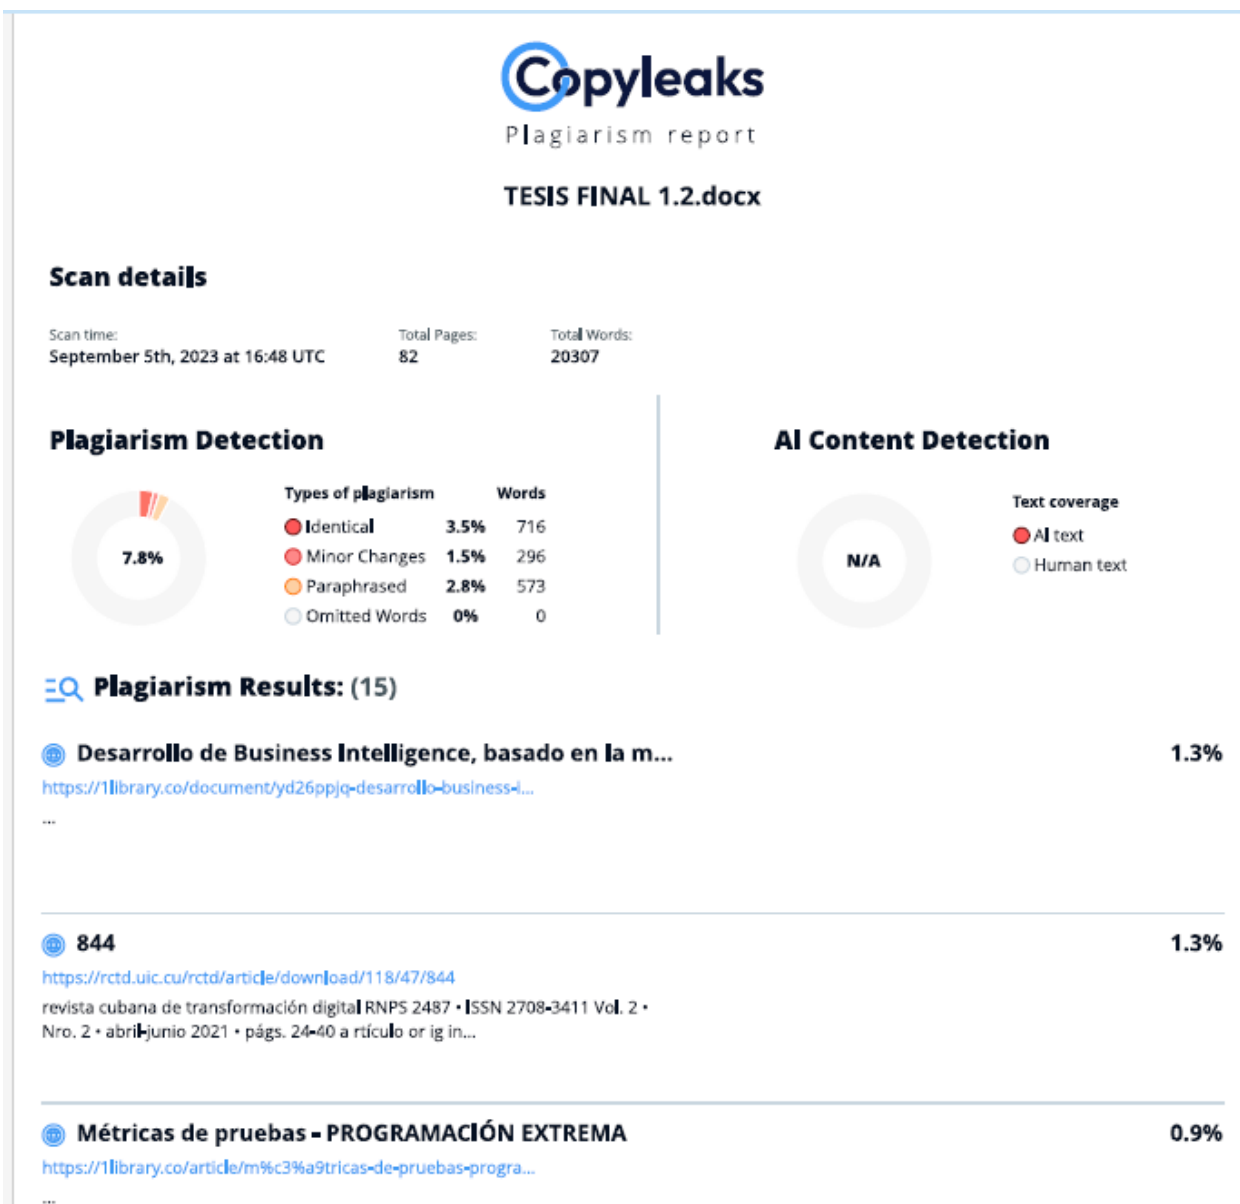 Copyleaks
Plagiarism report
TESIS FINAL 1.2.docx
Scan details
Scan time:
September 5th, 2023 at 16:48 UTC
Total Pages:
82
Total Words:
20307
Plagiarism Detection
7.8%
Types of plagiarism Words
Identical 3.5% 716
Minor Changes 1.5% 296
Paraphrased 2.8% 573
Omitted Words 0% 0
AI Content Detection
N/A
Text coverage
AI text
Human text
Plagiarism Results: (15)
Desarrollo de Business Intelligence, basado en la m... 1.3%
https://1library.co/document/yd26ppjq-desarrollo-business-i...
...
844 1.3%
https://rctd.uic.cu/rctd/article/download/118/47/844
revista cubana de transformación digital RNPS 2487 • ISSN 2708-3411 Vol. 2 •
Nro. 2 • abril-junio 2021 • págs. 24-40 a rtículo or ig in...
Métricas de pruebas - PROGRAMACIÓN EXTREMA 0.9%
https://1library.co/article/m%c3%a9tricas-de-pruebas-progra...
...